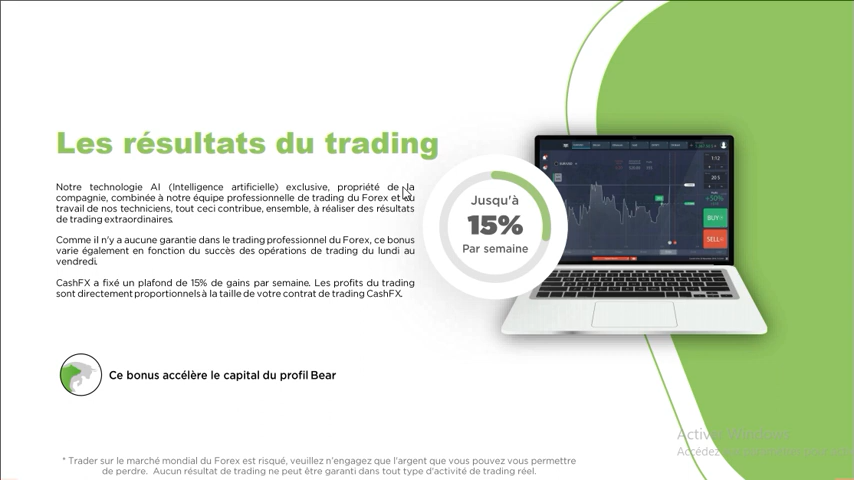 Les résultats du trading
Notre technologie AI (Intelligence artificielle) exclusive, propriété de la
compagnie, combinée à notre équipe professionnelle de trading du Forex et au
travail de nos techniciens, tout ceci contribue, ensemble, à réaliser des résultats
de trading extraordinaires.
Comme il n'y a aucune garantie dans le trading professionnel du Forex, ce bonus
varie également en fonction du succès des opérations de trading du lundi au
vendredi.
CashFX a fixé un plafond de 15% de gains par semaine. Les profits du trading
sont directement proportionnels à la taille de votre contrat de trading CashFX.
Jusqu'à
15%
Par semaine
1:12
20 $
+50%
BUY
SELL
Ce bonus accélère le capital du profil Bear
* Trader sur le marché mondial du Forex est risqué, veuillez n'engagez que l'argent que vous pouvez vous permettre
de perdre. Aucun résultat de trading ne peut être garanti dans tout type d'activité de trading réel.
Activer Windows